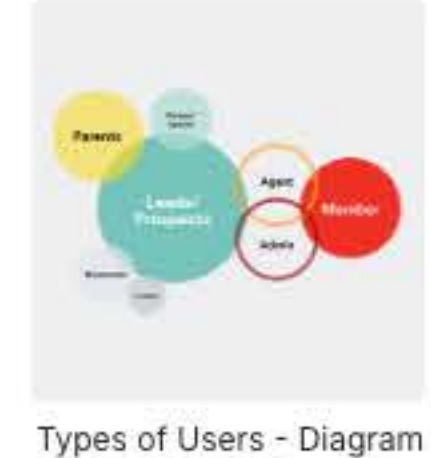 Parents
Leads/
Prospects
Agent
Member
Admin
Types of Users - Diagram